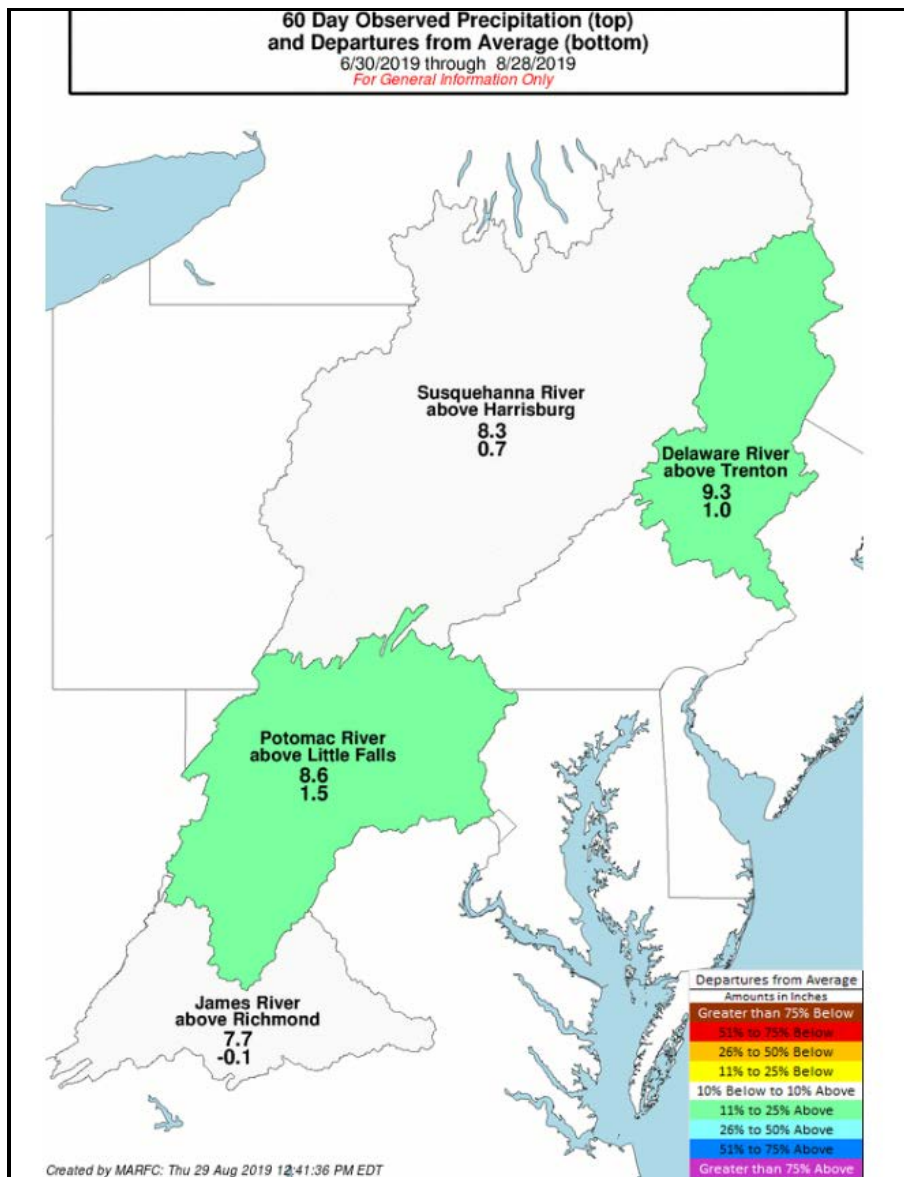 60 Day Observed Precipitation (top)
and Departures from Average (bottom)
6/30/2019 through 8/28/2019
For General Information Only
Susquehanna River
above Harrisburg
8.3
0.7
Delaware River
above Trenton
9.3
1.0
Potomac River
above Little Falls
8.6
1.5
James River
above Richmond
7.7
-0.1
Departures from Average
Amounts in Inches
Greater than 75% Below
51% to 75% Below
26% to 50% Below
11% to 25% Below
10% Below to 10% Above
11% to 25% Above
26% to 50% Above
51% to 75% Above
Greater than 75% Above
Created by MARFC: Thu 29 Aug 2019 12:41:36 PM EDT